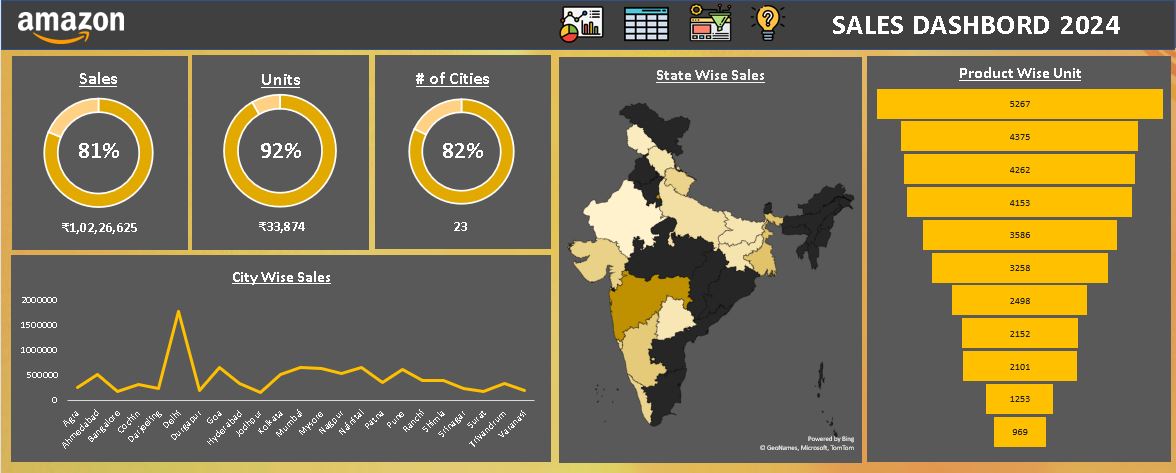 amazon
SALES DASHBORD 2024
Sales
81%
₹1,02,26,625
Units
92%
₹33,874
# of Cities
82%
23
City Wise Sales
2000000
1500000
1000000
500000
0
Agra
Ahmedabad
Bangalore
Cochin
Darjeeling
Delhi
Durgapur
Goa
Hyderabad
Jodhpur
Kolkata
Mumbai
Mysore
Nagpur
Nainital
Patna
Pune
Ranchi
Shimla
Srinagar
Surat
Trivandrum
Varanasi
State Wise Sales
Powered by Bing
© GeoNames, Microsoft, TomTom
Product Wise Unit
5267
4375
4262
4153
3586
3258
2498
2152
2101
1253
969